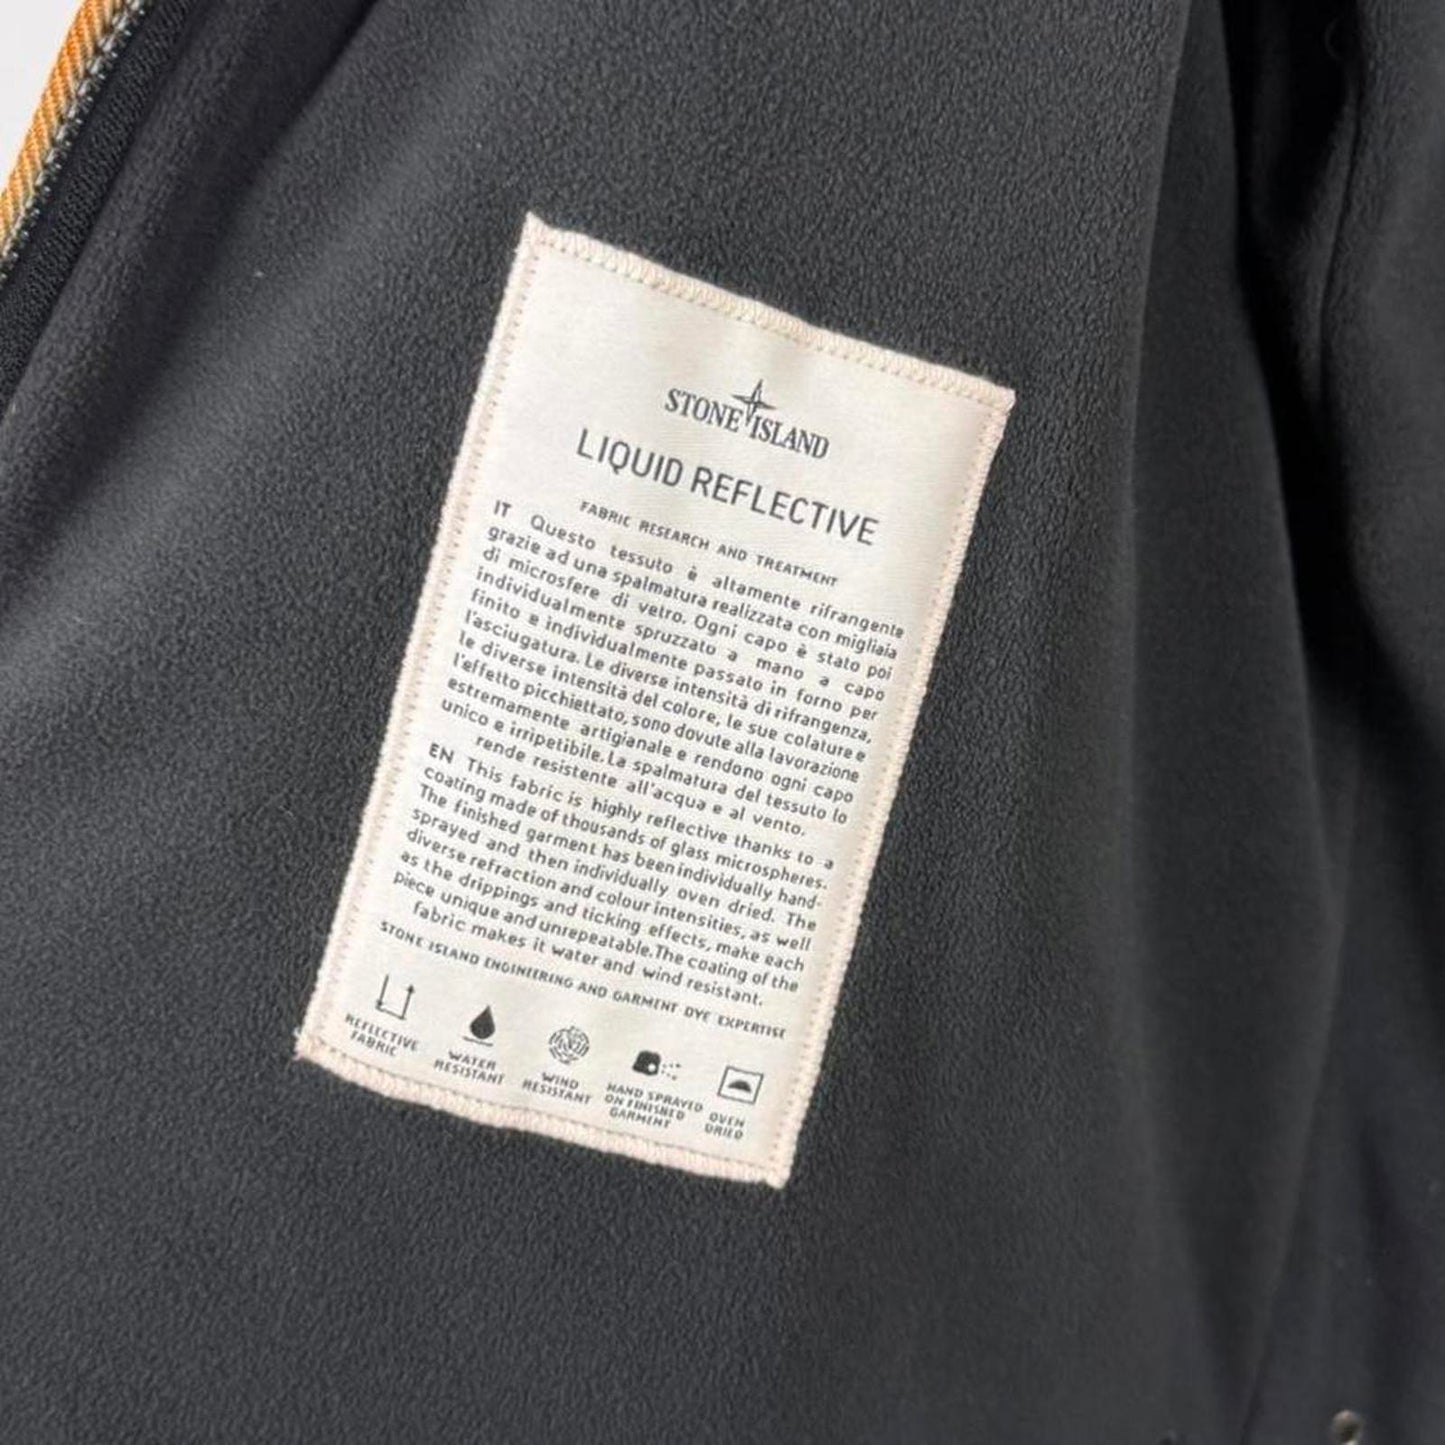 STONE ISLAND
LIQUID REFLECTIVE
FABRIC RESEARCH AND TREATMENT
IT Questo tessuto è altamente rifrangente
grazie ad una spalmatura realizzata con migliaia
di microsfere di vetro. Ogni capo è stato poi
individualmente spruzzato a mano a capo
finito e individualmente passato in forno per
l'asciugatura. Le diverse intensità di rifrangenza,
le diverse intensità del colore, le sue colature e
l'effetto picchiettato, sono dovute alla lavorazione
estremamente artigianale e rendono ogni capo
unico e irripetibile. La spalmatura del tessuto lo
rende resistente all'acqua e al vento.
EN This fabric is highly reflective thanks to a
coating made of thousands of glass microspheres.
The finished garment has been individually hand-
sprayed and then individually oven dried. The
diverse refraction and colour intensities, as well
as the drippings and ticking effects, make each
piece unique and unrepeatable. The coating of the
fabric makes it water and wind resistant.
STONE ISLAND ENGINEERING AND GARMENT DYE EXPERTISE
REFLECTIVE
FABRIC
WATER
RESISTANT
WIND
RESISTANT
HAND SPRAYED
ON FINISHED
GARMENT
OVEN
DRIED